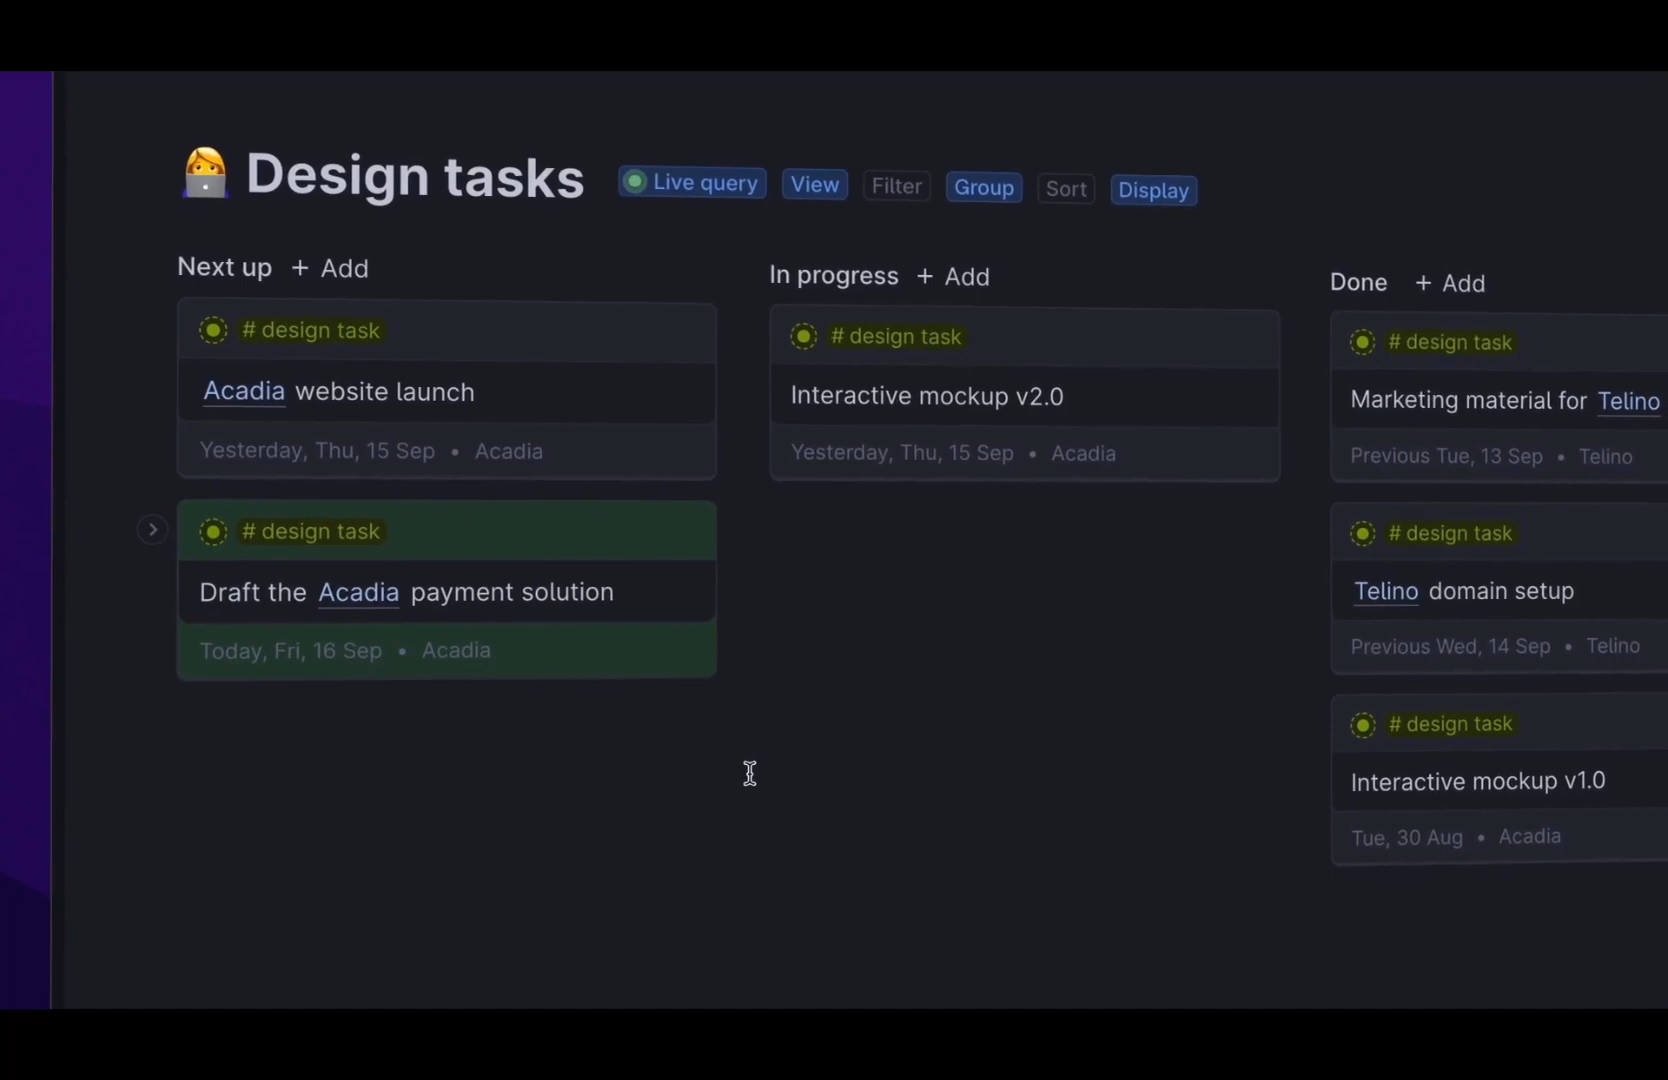 Design tasks
Live query
View
Filter
Group
Sort
Display
Next up
+ Add
# design task
Acadia website launch
Yesterday, Thu, 15 Sep • Acadia
# design task
Draft the Acadia payment solution
Today, Fri, 16 Sep • Acadia
In progress
+ Add
# design task
Interactive mockup v2.0
Yesterday, Thu, 15 Sep • Acadia
Done
+ Add
# design task
Marketing material for Telino
Previous Tue, 13 Sep • Telino
# design task
Telino domain setup
Previous Wed, 14 Sep • Telino
# design task
Interactive mockup v1.0
Tue, 30 Aug • Acadia